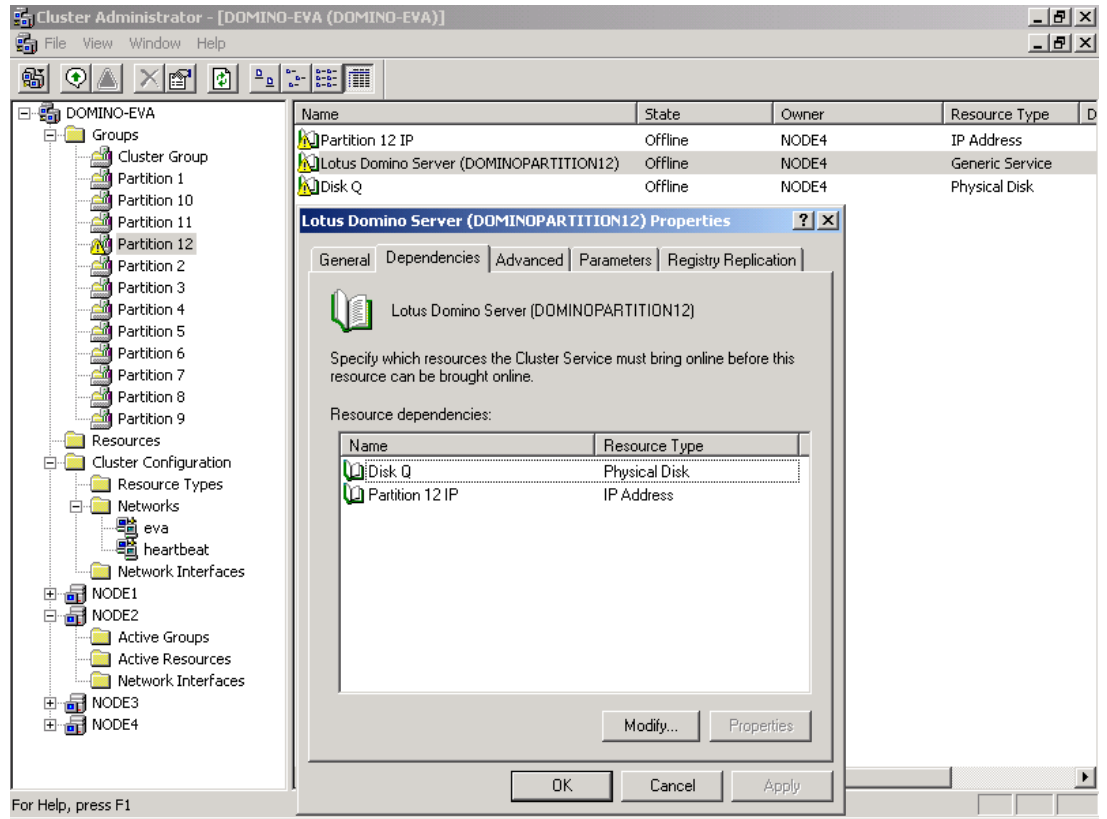 Cluster Administrator - [DOMINO-EVA (DOMINO-EVA)]
File View Window Help
DOMINO-EVA
Groups
Cluster Group
Partition 1
Partition 10
Partition 11
Partition 12
Partition 2
Partition 3
Partition 4
Partition 5
Partition 6
Partition 7
Partition 8
Partition 9
Resources
Cluster Configuration
Resource Types
Networks
eva
heartbeat
Network Interfaces
NODE1
NODE2
Active Groups
Active Resources
Network Interfaces
NODE3
NODE4
Name State Owner Resource Type D
Partition 12 IP Offline NODE4 IP Address
Lotus Domino Server (DOMINOPARTITION12) Offline NODE4 Generic Service
Disk Q Offline NODE4 Physical Disk
Lotus Domino Server (DOMINOPARTITION12) Properties
General Dependencies Advanced Parameters Registry Replication
Lotus Domino Server (DOMINOPARTITION12)
Specify which resources the Cluster Service must bring online before this
resource can be brought online.
Resource dependencies:
Name Resource Type
Disk Q Physical Disk
Partition 12 IP IP Address
Modify... Properties
OK Cancel Apply
For Help, press F1